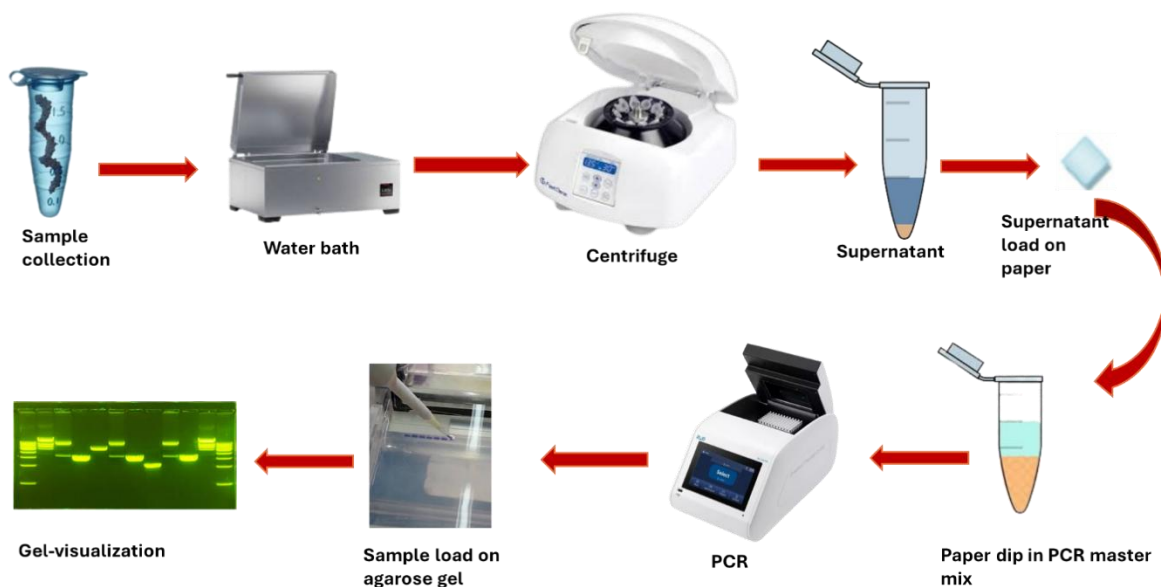 Sample
collection
Water bath
Centrifuge
Supernatant
Supernatant
load on
paper
Gel-visualization
Sample load on
agarose gel
PCR
Select
Paper dip in PCR master
mix